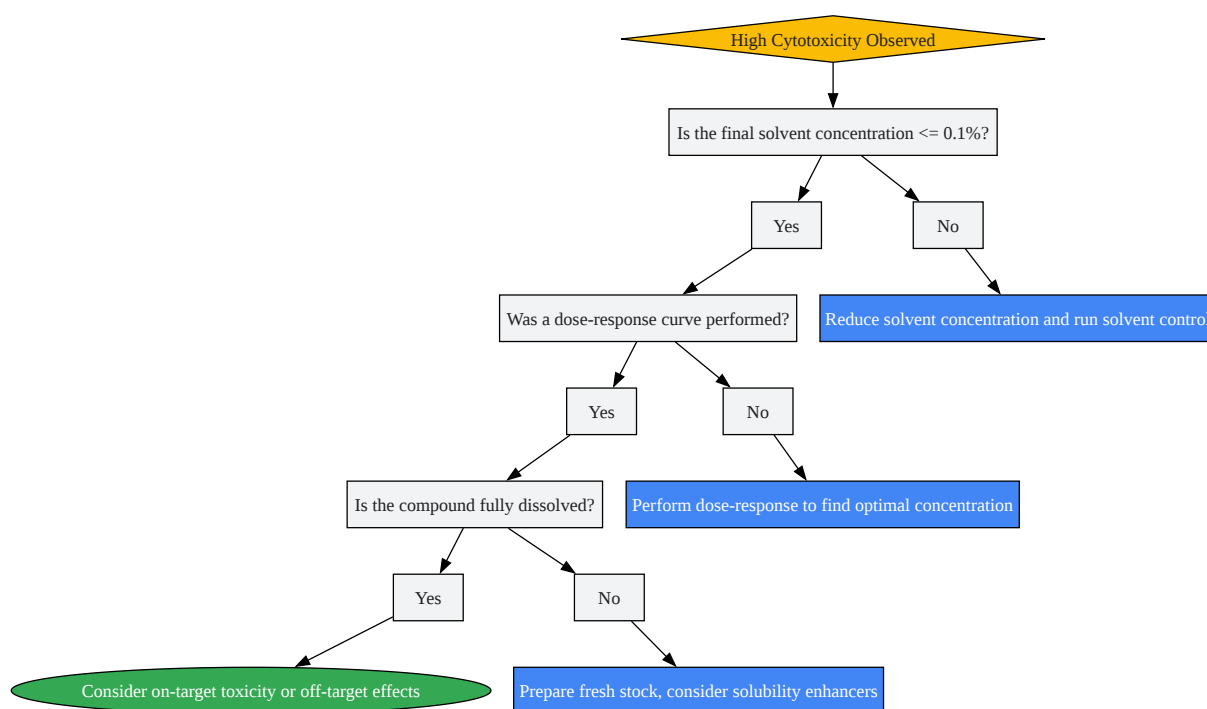 High Cytotoxicity Observed
Is the final solvent concentration <= 0.1%?
Yes
No
Was a dose-response curve performed?
Reduce solvent concentration and run solvent control
Yes
No
Is the compound fully dissolved?
Perform dose-response to find optimal concentration
Yes
No
Consider on-target toxicity or off-target effects
Prepare fresh stock, consider solubility enhancers